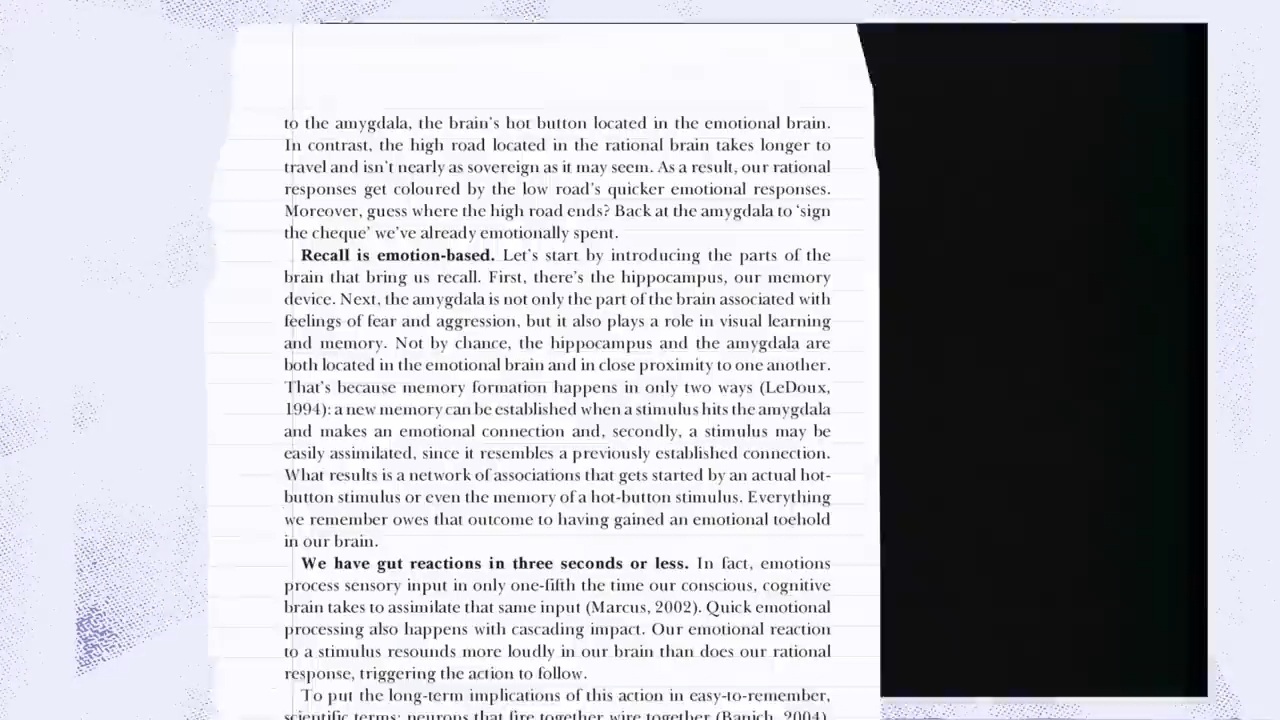 to the amygdala, the brain's hot button located in the emotional brain.
In contrast, the high road located in the rational brain takes longer to
travel and isn't nearly as sovereign as it may seem. As a result, our rational
responses get coloured by the low road's quicker emotional responses.
Moreover, guess where the high road ends? Back at the amygdala to 'sign
the cheque' we've already emotionally spent.
Recall is emotion-based. Let's start by introducing the parts of the
brain that bring us recall. First, there's the hippocampus, our memory
device. Next, the amygdala is not only the part of the brain associated with
feelings of fear and aggression, but it also plays a role in visual learning
and memory. Not by chance, the hippocampus and the amygdala are
both located in the emotional brain and in close proximity to one another.
That's because memory formation happens in only two ways (LeDoux,
1994): a new memory can be established when a stimulus hits the amygdala
and makes an emotional connection and, secondly, a stimulus may be
easily assimilated, since it resembles a previously established connection.
What results is a network of associations that gets started by an actual hot-
button stimulus or even the memory of a hot-button stimulus. Everything
we remember owes that outcome to having gained an emotional toehold
in our brain.
We have gut reactions in three seconds or less. In fact, emotions
process sensory input in only one-fifth the time our conscious, cognitive
brain takes to assimilate that same input (Marcus, 2002). Quick emotional
processing also happens with cascading impact. Our emotional reaction
to a stimulus resounds more loudly in our brain than does our rational
response, triggering the action to follow.
To put the long-term implications of this action in easy-to-remember,
scientific terms: neurons that fire together wire together (Banich, 2004).